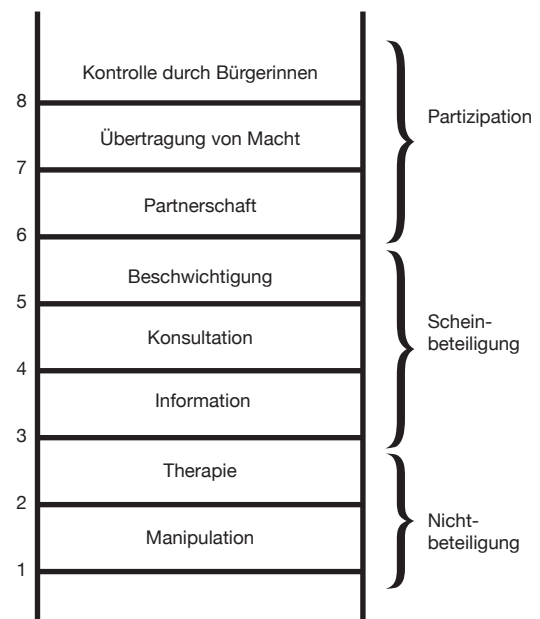 Kontrolle durch Bürgerinnen
8
Partizipation
Übertragung von Macht
7
Partnerschaft
6
Beschwichtigung
5
Schein-
beteiligung
Konsultation
4
Information
3
Therapie
2
Nicht-
beteiligung
Manipulation
1